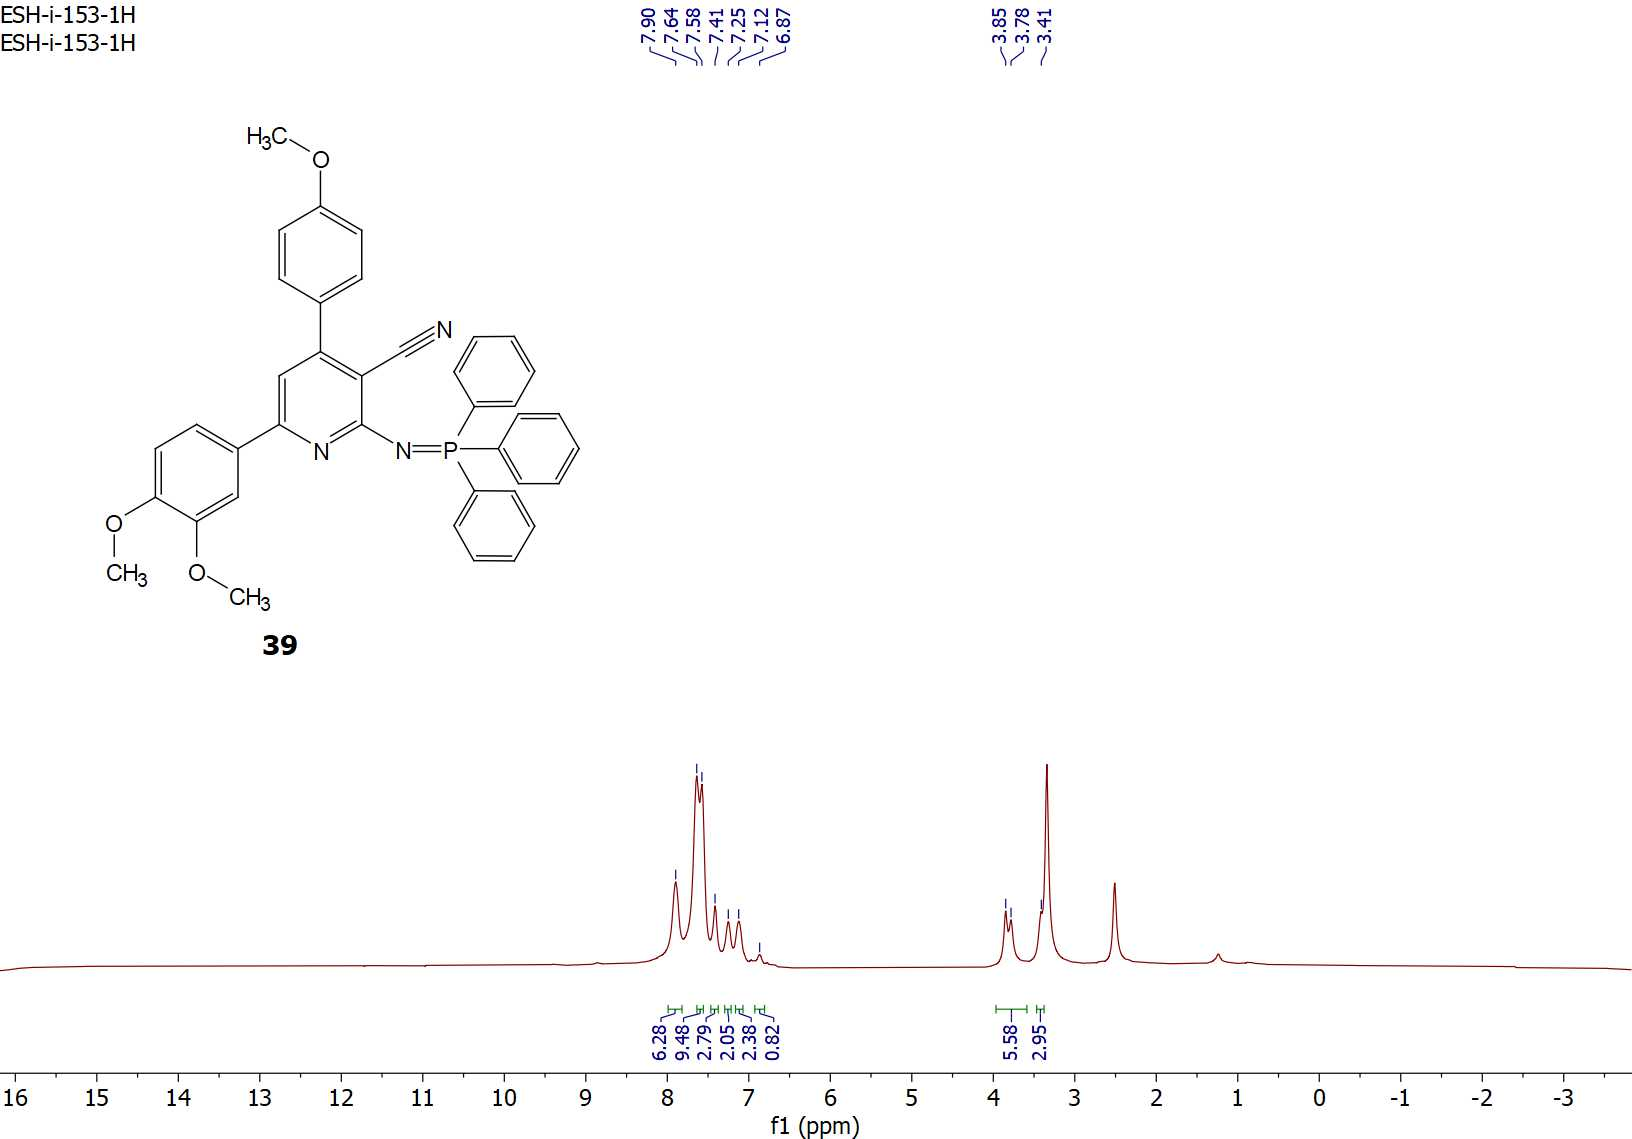 ESH-i-153-1H
ESH-i-153-1H
7.90
7.64
7.58
7.41
7.25
7.12
6.87
3.85
3.78
3.41
H3C
O
N
N
N
P
O
CH3
O
CH3
39
6.28
9.48
2.79
2.05
2.38
0.82
5.58
2.95
16 15 14 13 12 11 10 9 8 7 6 5 4 3 2 1 0 -1 -2 -3
f1 (ppm)